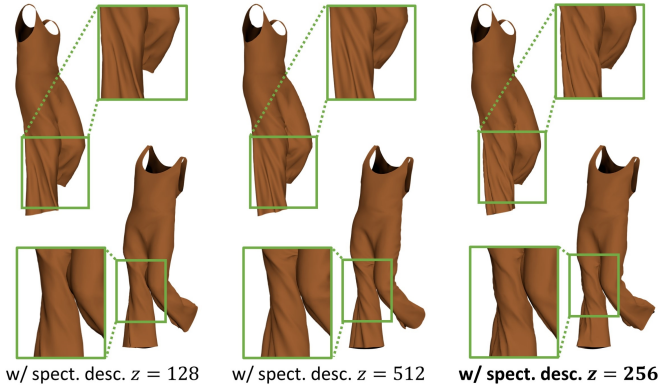 w/ spect. desc. z = 128
w/ spect. desc. z = 512
w/ spect. desc. z = 256